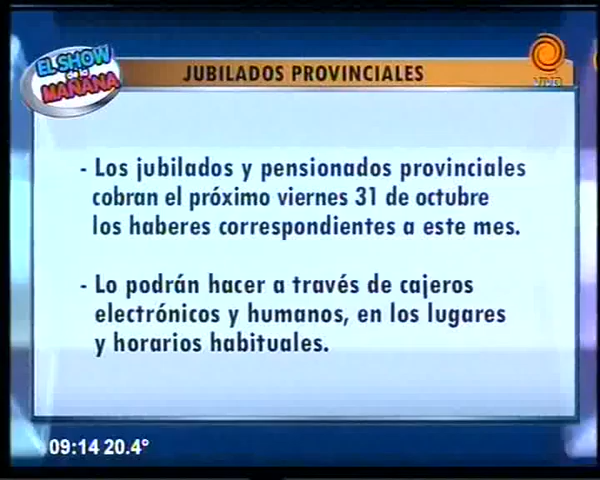 EL SHOW
de la
MAÑANA
JUBILADOS PROVINCIALES
VIVO
- Los jubilados y pensionados provinciales
cobran el próximo viernes 31 de octubre
los haberes correspondientes a este mes.
- Lo podrán hacer a través de cajeros
electrónicos y humanos, en los lugares
y horarios habituales.
09:14 20.4°